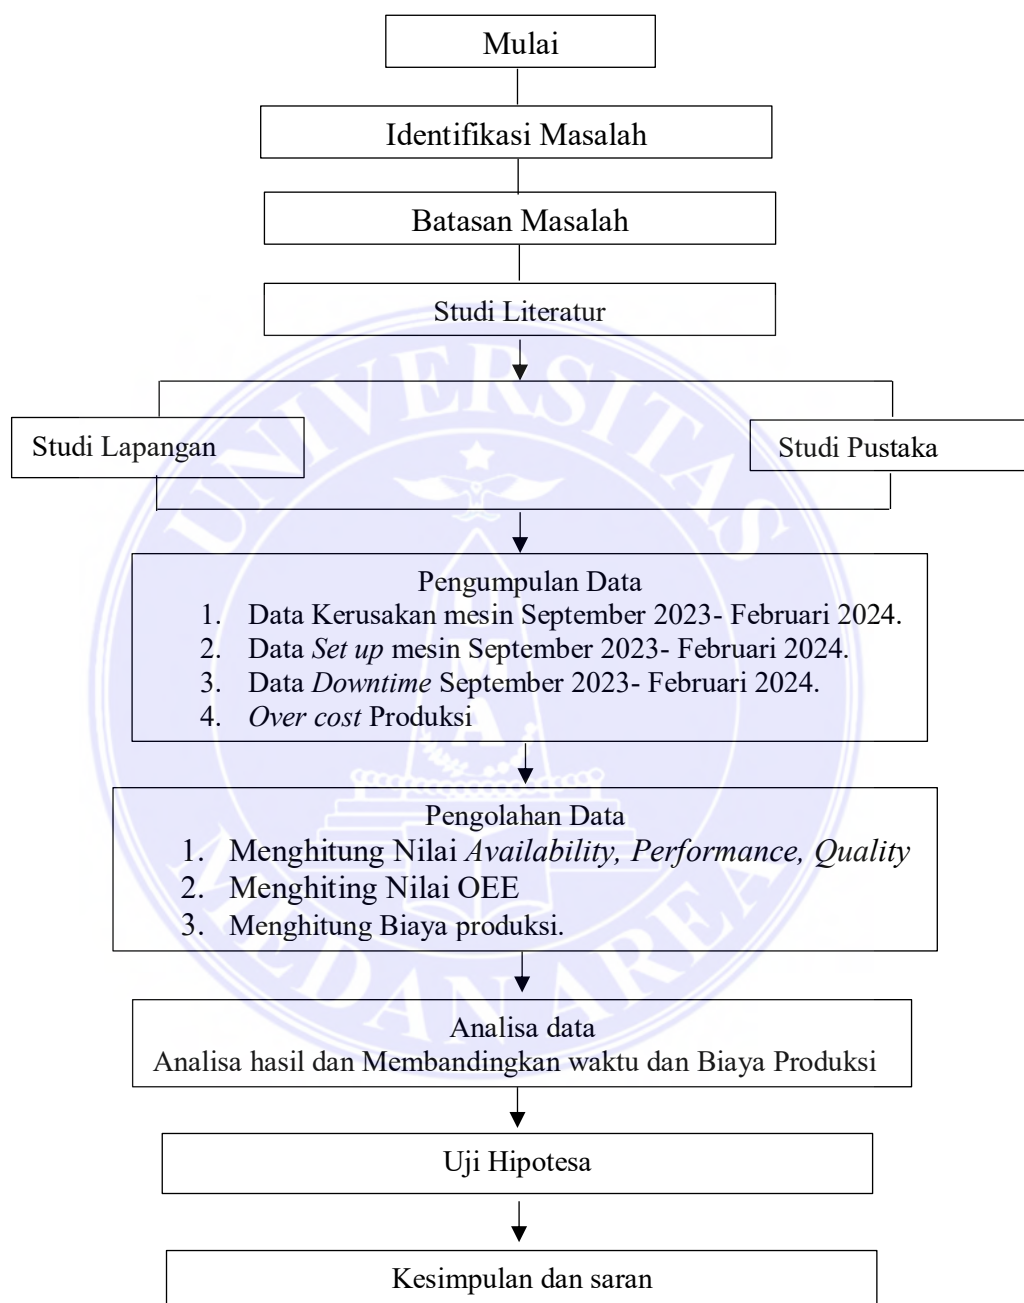 Mulai
Identifikasi Masalah
Batasan Masalah
Studi Literatur
Studi Lapangan
Studi Pustaka
Pengumpulan Data
1. Data Kerusakan mesin September 2023- Februari 2024.
2. Data Set up mesin September 2023- Februari 2024.
3. Data Downtime September 2023- Februari 2024.
4. Over cost Produksi
Pengolahan Data
1. Menghitung Nilai Availability, Performance, Quality
2. Menghiting Nilai OEE
3. Menghitung Biaya produksi.
Analisa data
Analisa hasil dan Membandingkan waktu dan Biaya Produksi
Uji Hipotesa
Kesimpulan dan saran
UNIVERSITAS
MEDAN AREA
U
M
A